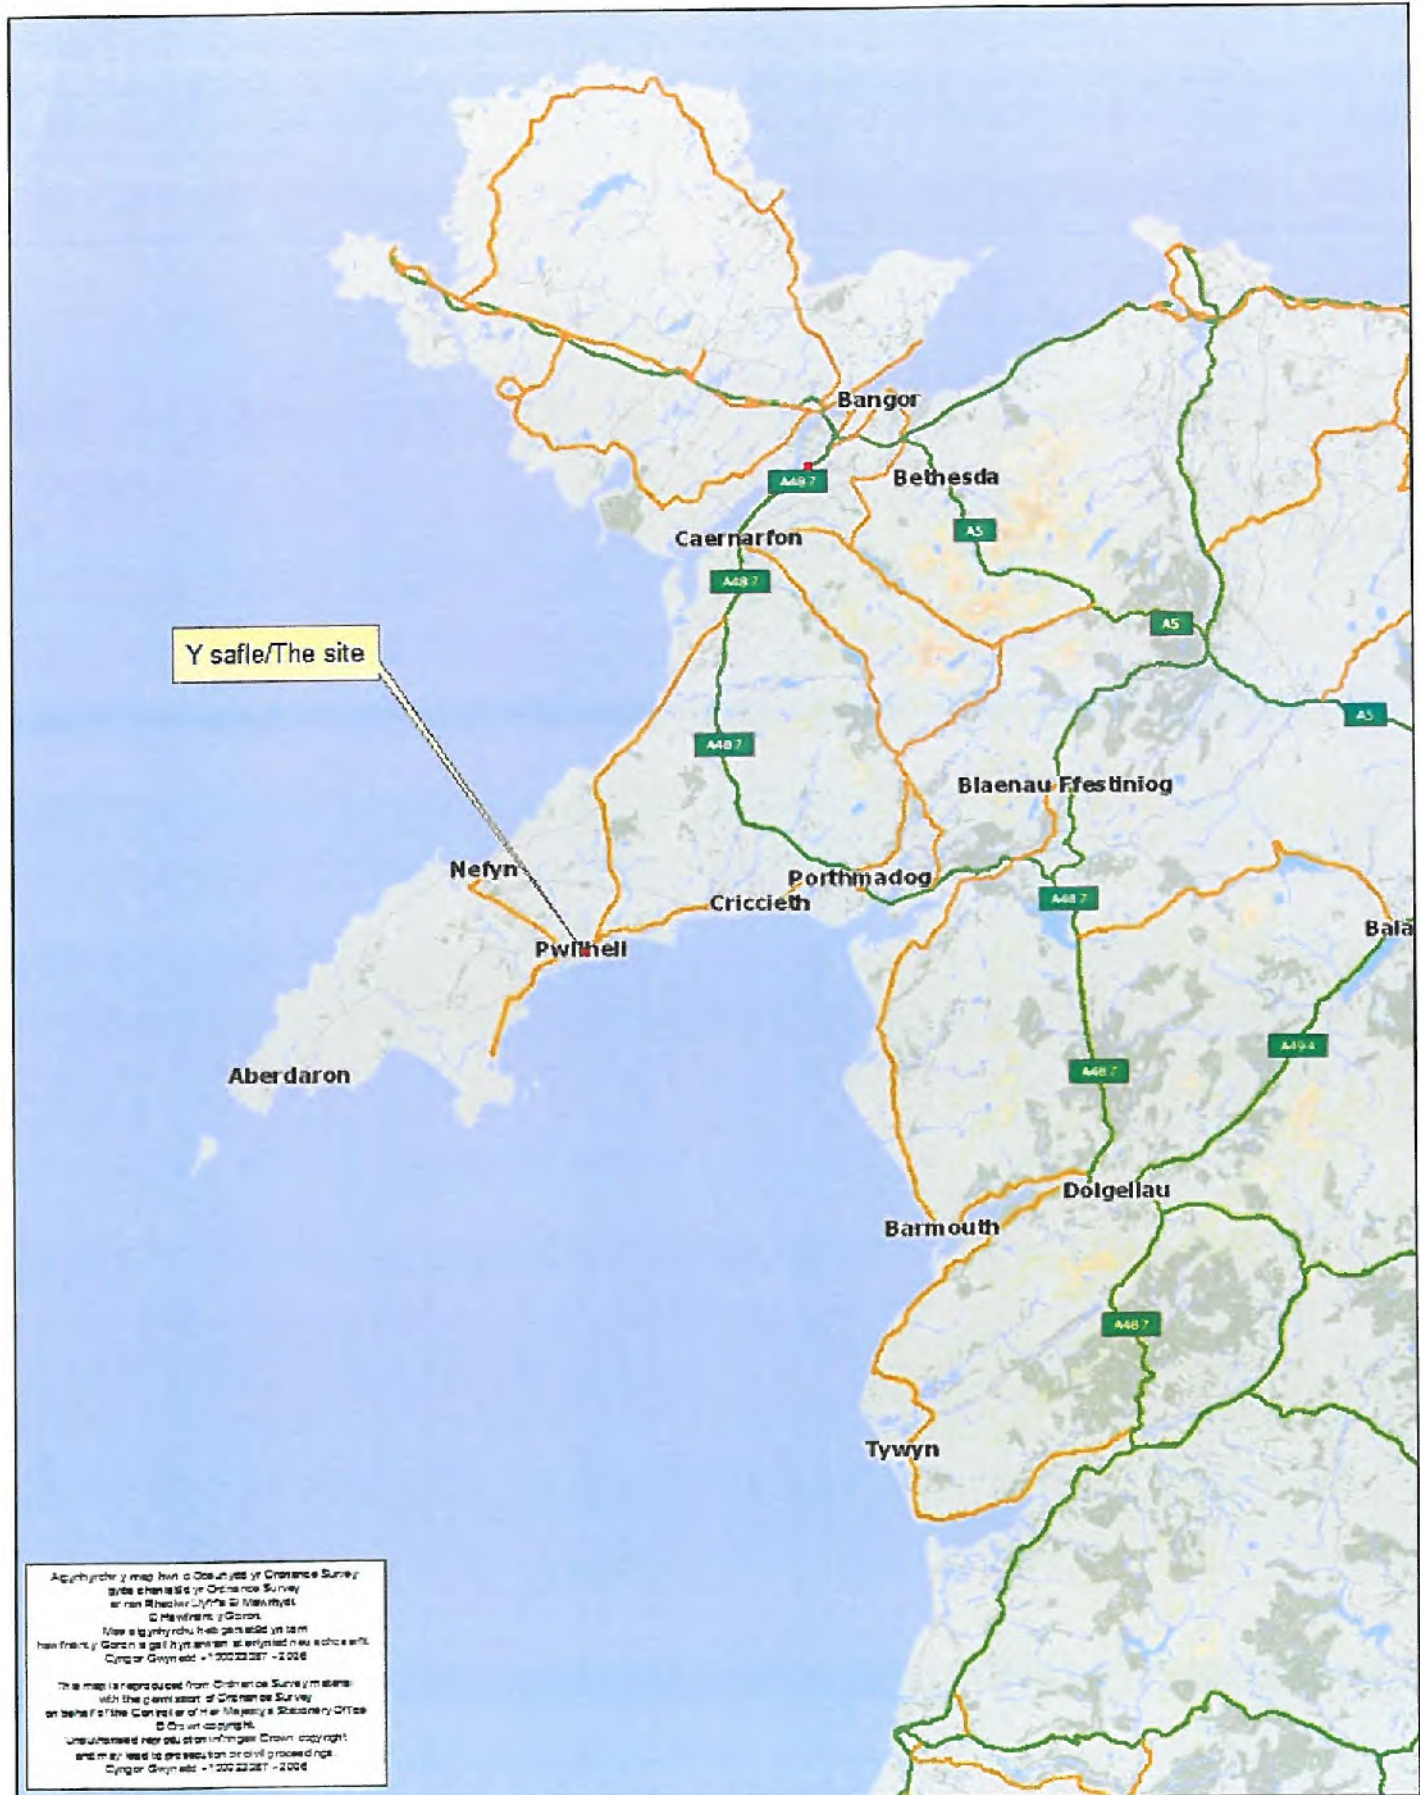 Bangor
Bethesda
A487
Caernarfon
A5
A487
A5
Y safle/The site
A5
A487
Blaenau Ffestiniog
Nefyn
Porthmadog
Criccieth
A487
Bala
Pwllheli
A494
A487
Aberdaron
Dolgellau
Barmouth
A487
Tywyn
This map is reproduced from Ordnance Survey material
with the permission of Ordnance Survey
on behalf of the Controller of Her Majesty's Stationery Office
© Crown copyright.
Unauthorised reproduction infringes Crown copyright
and may lead to prosecution or civil proceedings.
Cyngor Gwynedd